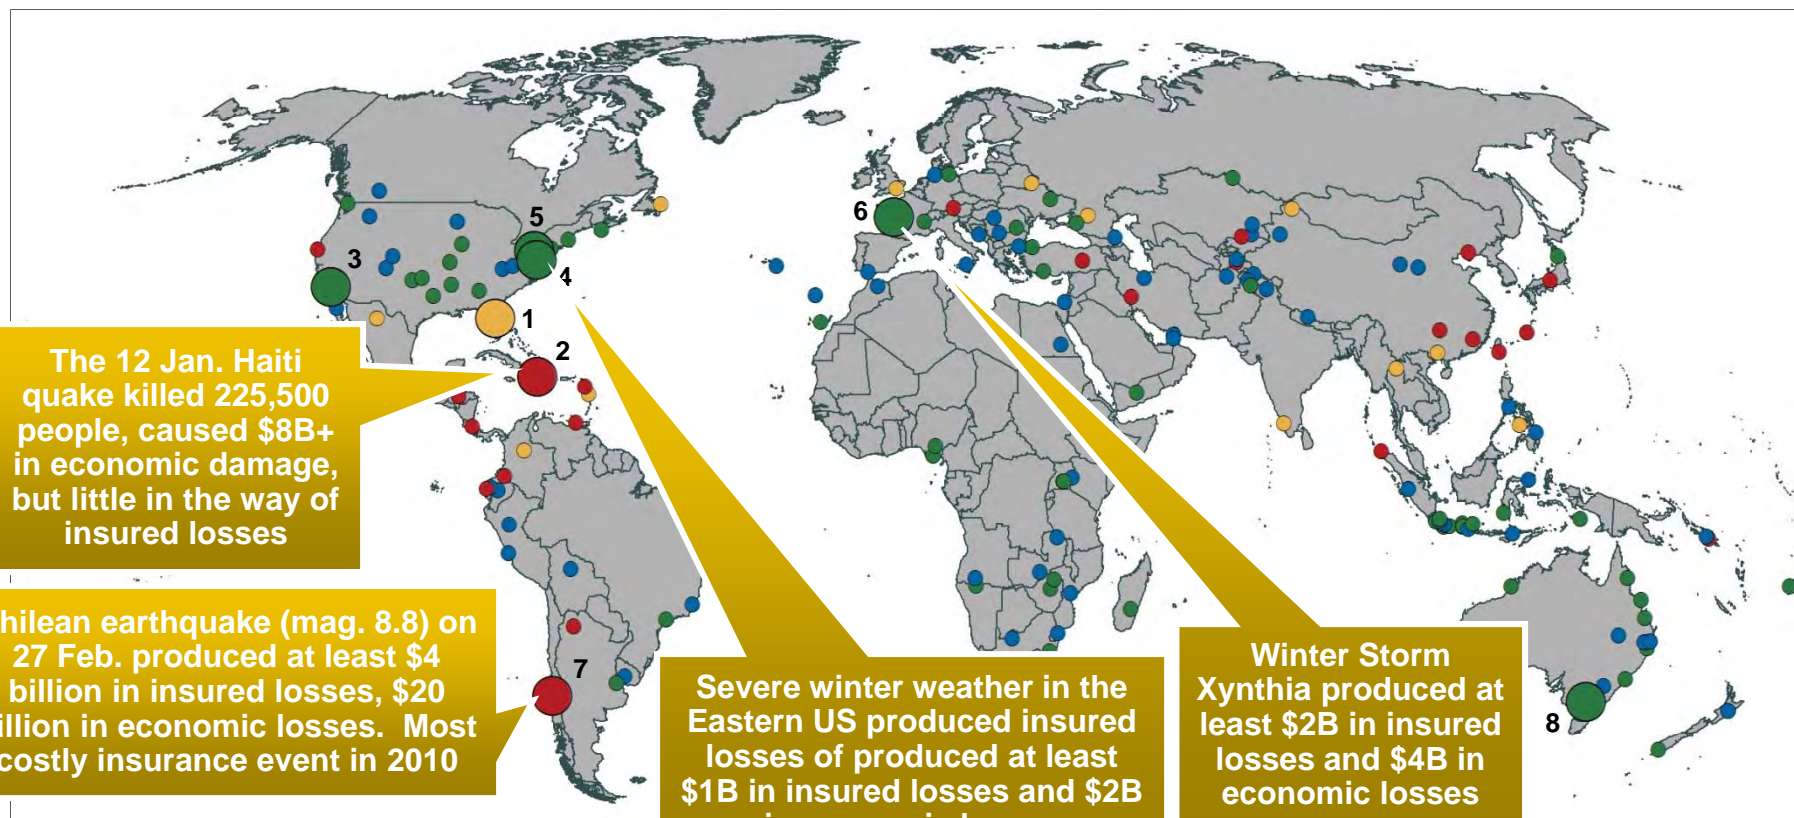 5
6
3
4
1
2
The 12 Jan. Haiti
quake killed 225,500
people, caused $8B+
in economic damage,
but little in the way of
insured losses
hilean earthquake (mag. 8.8) on
27 Feb. produced at least $4
billion in insured losses, $20
illion in economic losses. Most
costly insurance event in 2010
7
Severe winter weather in the
Eastern US produced insured
losses of produced at least
$1B in insured losses and $2B
Winter Storm
Xynthia produced at
least $2B in insured
losses and $4B in
economic losses
8